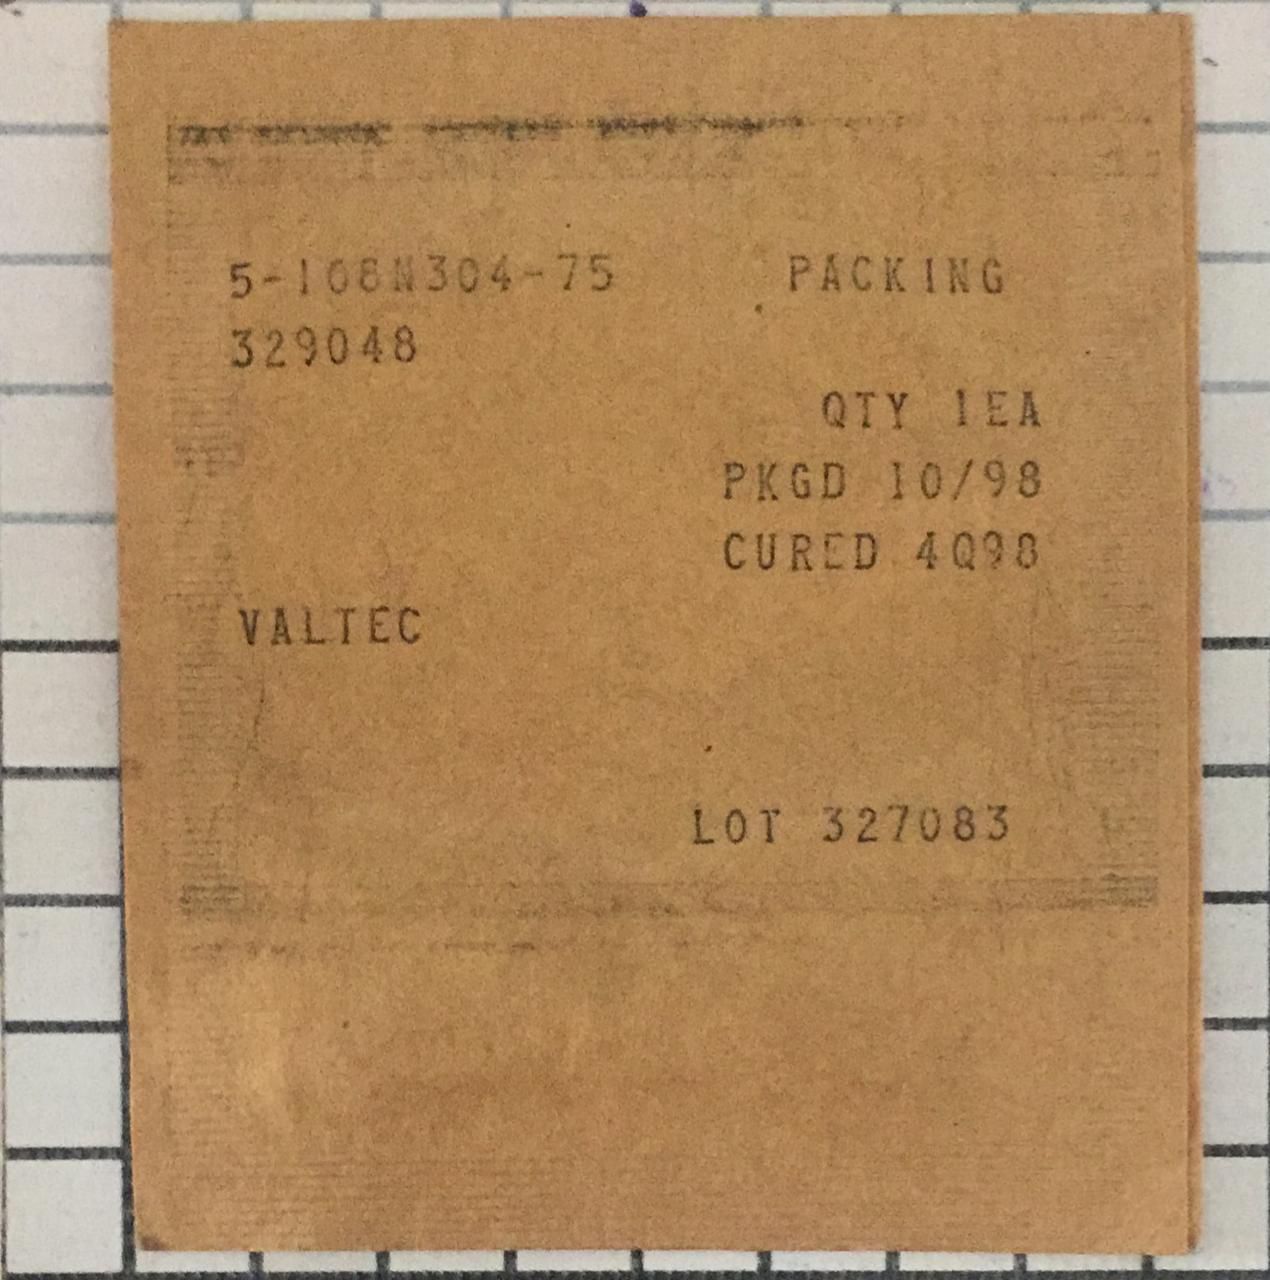 5-108N304-75 PACKING
329048
QTY 1EA
PKGD 10/98
CURED 4Q98
VALTEC
LOT 327083